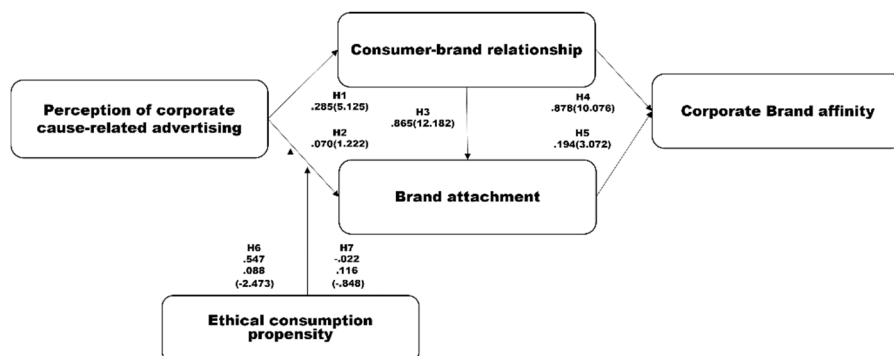 Consumer-brand relationship
Perception of corporate
cause-related advertising
H1
.285(5.125)
H2
.070(1.222)
H3
.865(12.182)
H4
.878(10.076)
H5
.194(3.072)
Corporate Brand affinity
Brand attachment
H6
.547
.088
(-2.473)
H7
-.022
.116
(-.848)
Ethical consumption
propensity